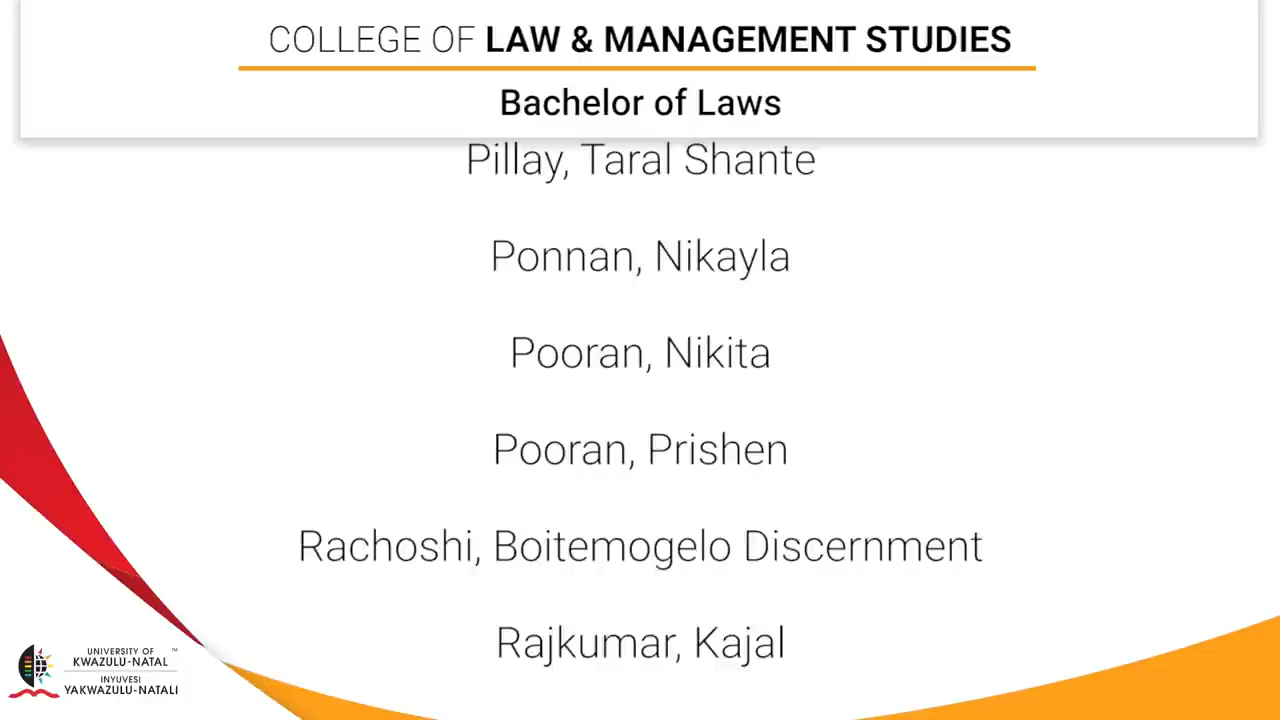 COLLEGE OF LAW & MANAGEMENT STUDIES
Bachelor of Laws
Pillay, Taral Shante
Ponnan, Nikayla
Pooran, Nikita
Pooran, Prishen
Rachoshi, Boitemogelo Discernment
Rajkumar, Kajal
UNIVERSITY OF ™
KWAZULU-NATAL
INYUVESI
YAKWAZULU-NATALI